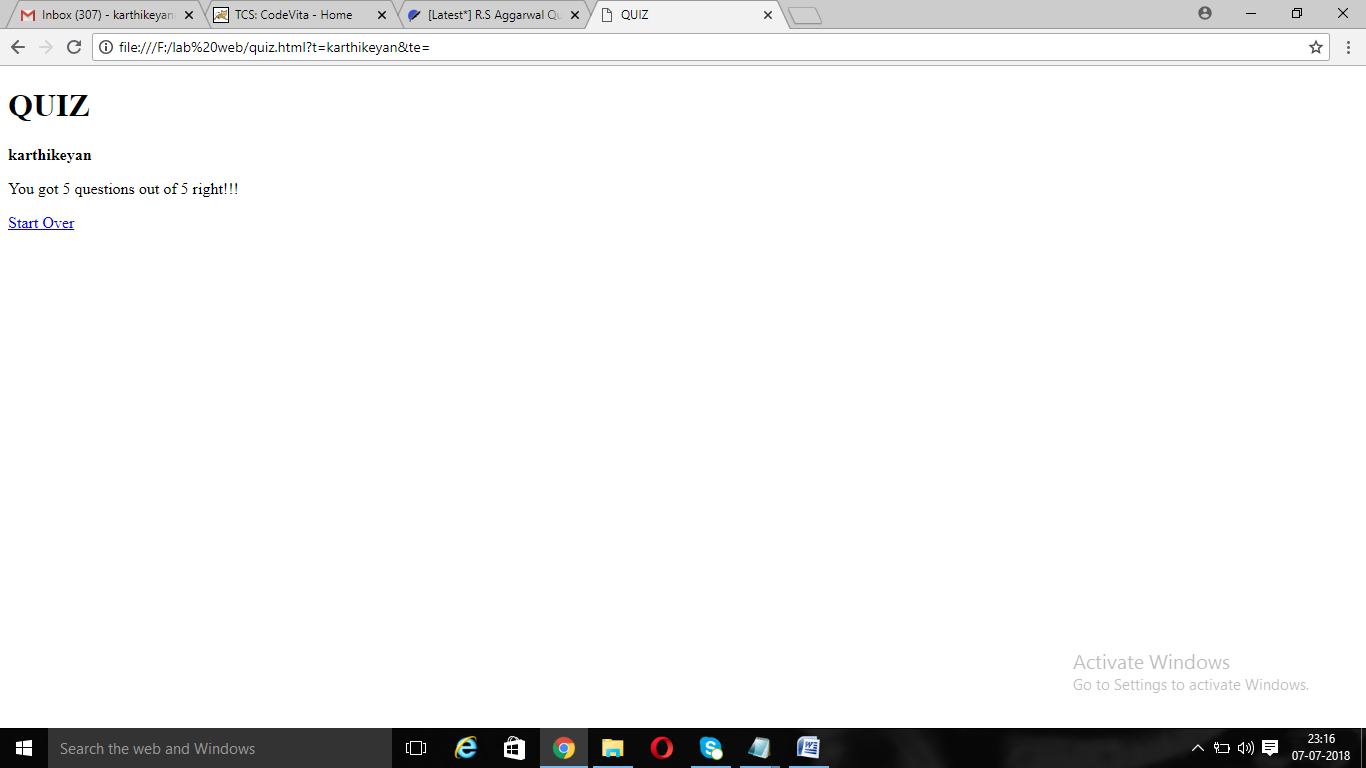 Inbox (307) - karthikeyan
TCS: CodeVita - Home
[Latest*] R.S Aggarwal Qu
QUIZ
file:///F:/lab%20web/quiz.html?t=karthikeyan&te=
QUIZ
karthikeyan
You got 5 questions out of 5 right!!!
Start Over
Activate Windows
Go to Settings to activate Windows.
Search the web and Windows
23:16
07-07-2018